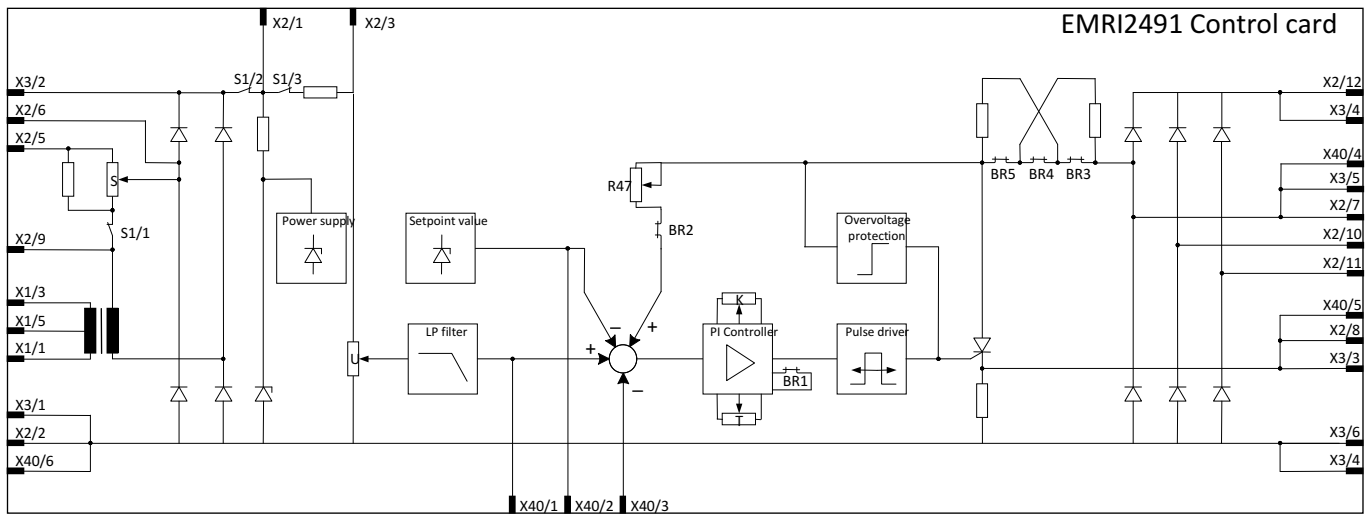 EMRI2491 Control card
X2/1
X2/3
X3/2
S1/2
S1/3
X2/12
X2/6
X3/4
X2/5
X40/4
S
BR5
BR4
BR3
X3/5
R47
X2/7
Power supply
Setpoint value
Overvoltage
protection
S1/1
BR2
X2/9
X2/10
X2/11
X1/3
K
X40/5
X1/5
LP filter
PI Controller
Pulse driver
X2/8
X1/1
U
+
−
+
−
BR1
X3/3
T
X3/1
X2/2
X3/6
X40/6
X3/4
X40/1
X40/2
X40/3